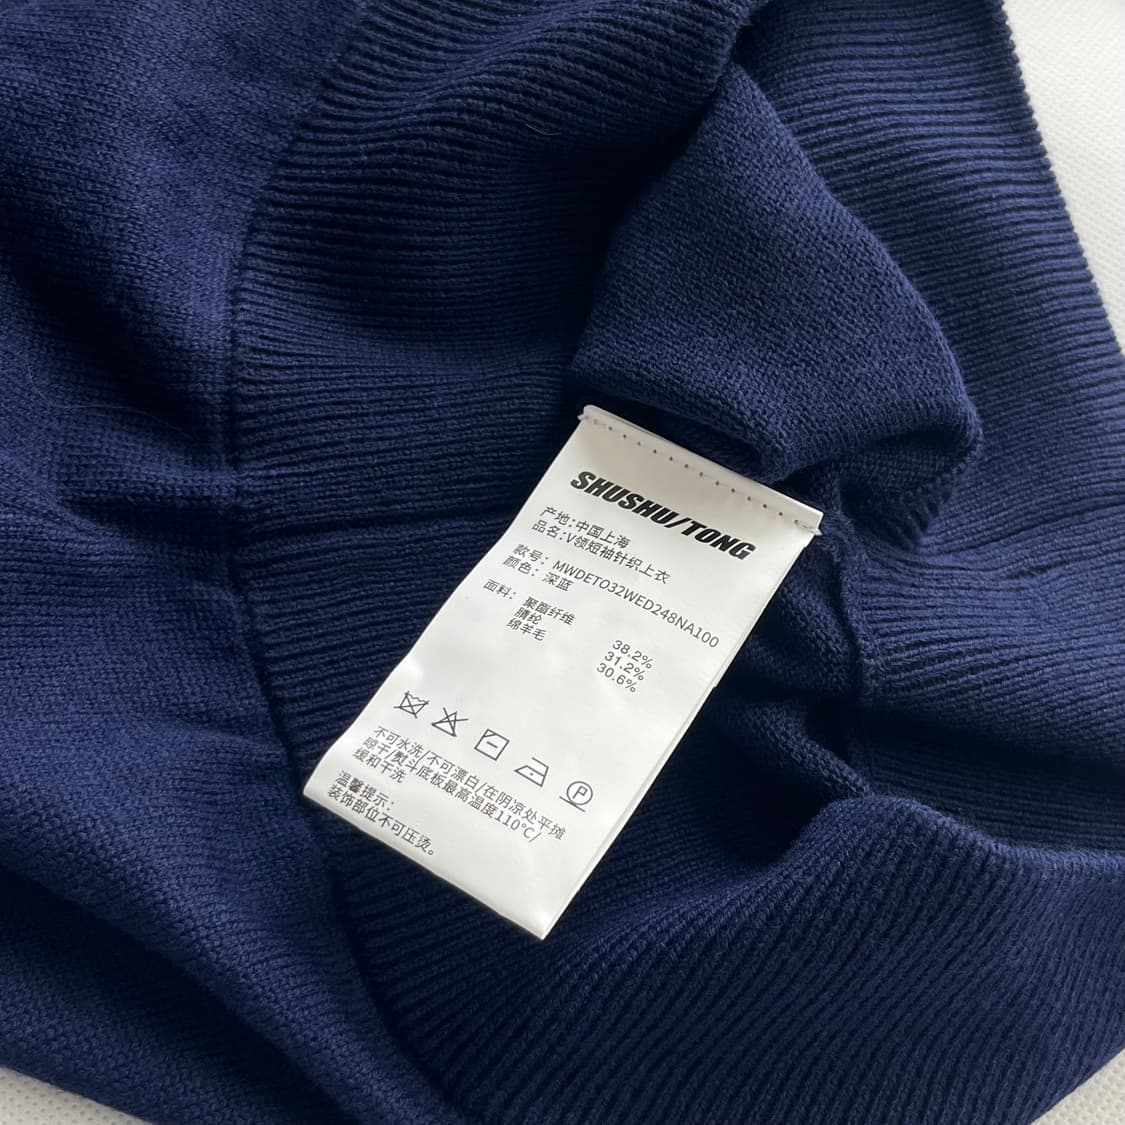 SHUSHU/TONG
产地：中国上海
品名：V领短袖针织上衣
款号：MWDETO32WED248NA100
颜色：深蓝
面料：聚酯纤维 38.2%
腈纶 31.2%
绵羊毛 30.6%
P
不可水洗/不可漂白/在阴凉处平摊
晾干/熨斗底板最高温度110℃/
缓和干洗
温馨提示：
装饰部位不可压烫。